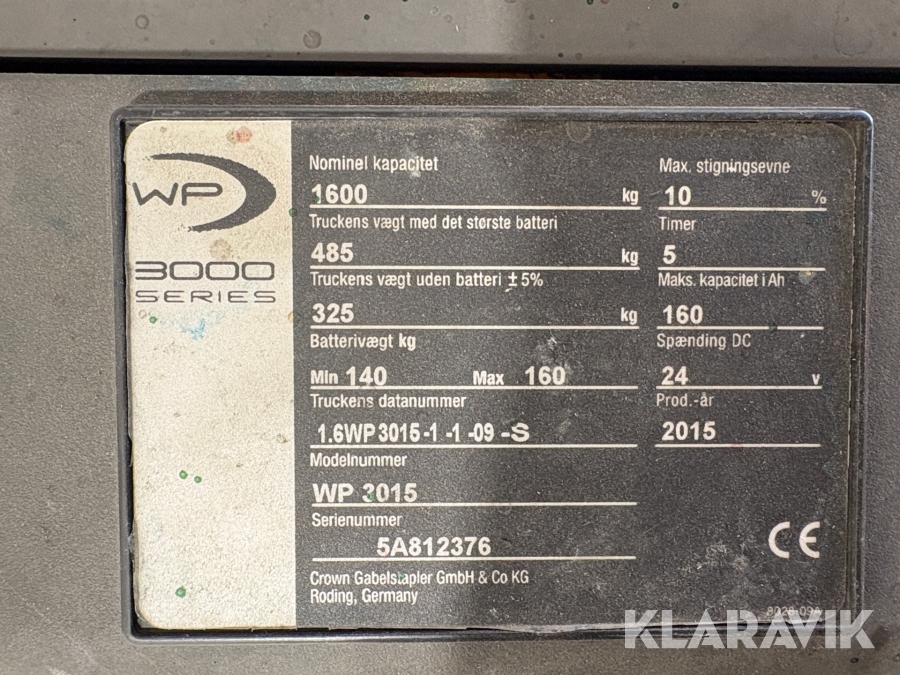 WP
3000
SERIES
Nominel kapacitet
1600 kg
Truckens vægt med det største batteri
485 kg
Truckens vægt uden batteri ±5%
325 kg
Batterivægt kg
Min 140 Max 160
Truckens datanummer
1.6WP3015-1-1-09-S
Modelnummer
WP 3015
Serienummer
5A812376
Crown Gabelstapler GmbH & Co KG
Roding, Germany
Max. stigningsevne
10 %
Timer
5
Maks. kapacitet i Ah
160
Spænding DC
24 v
Prod.-år
2015
CE
8028-09A
KLARAVIK